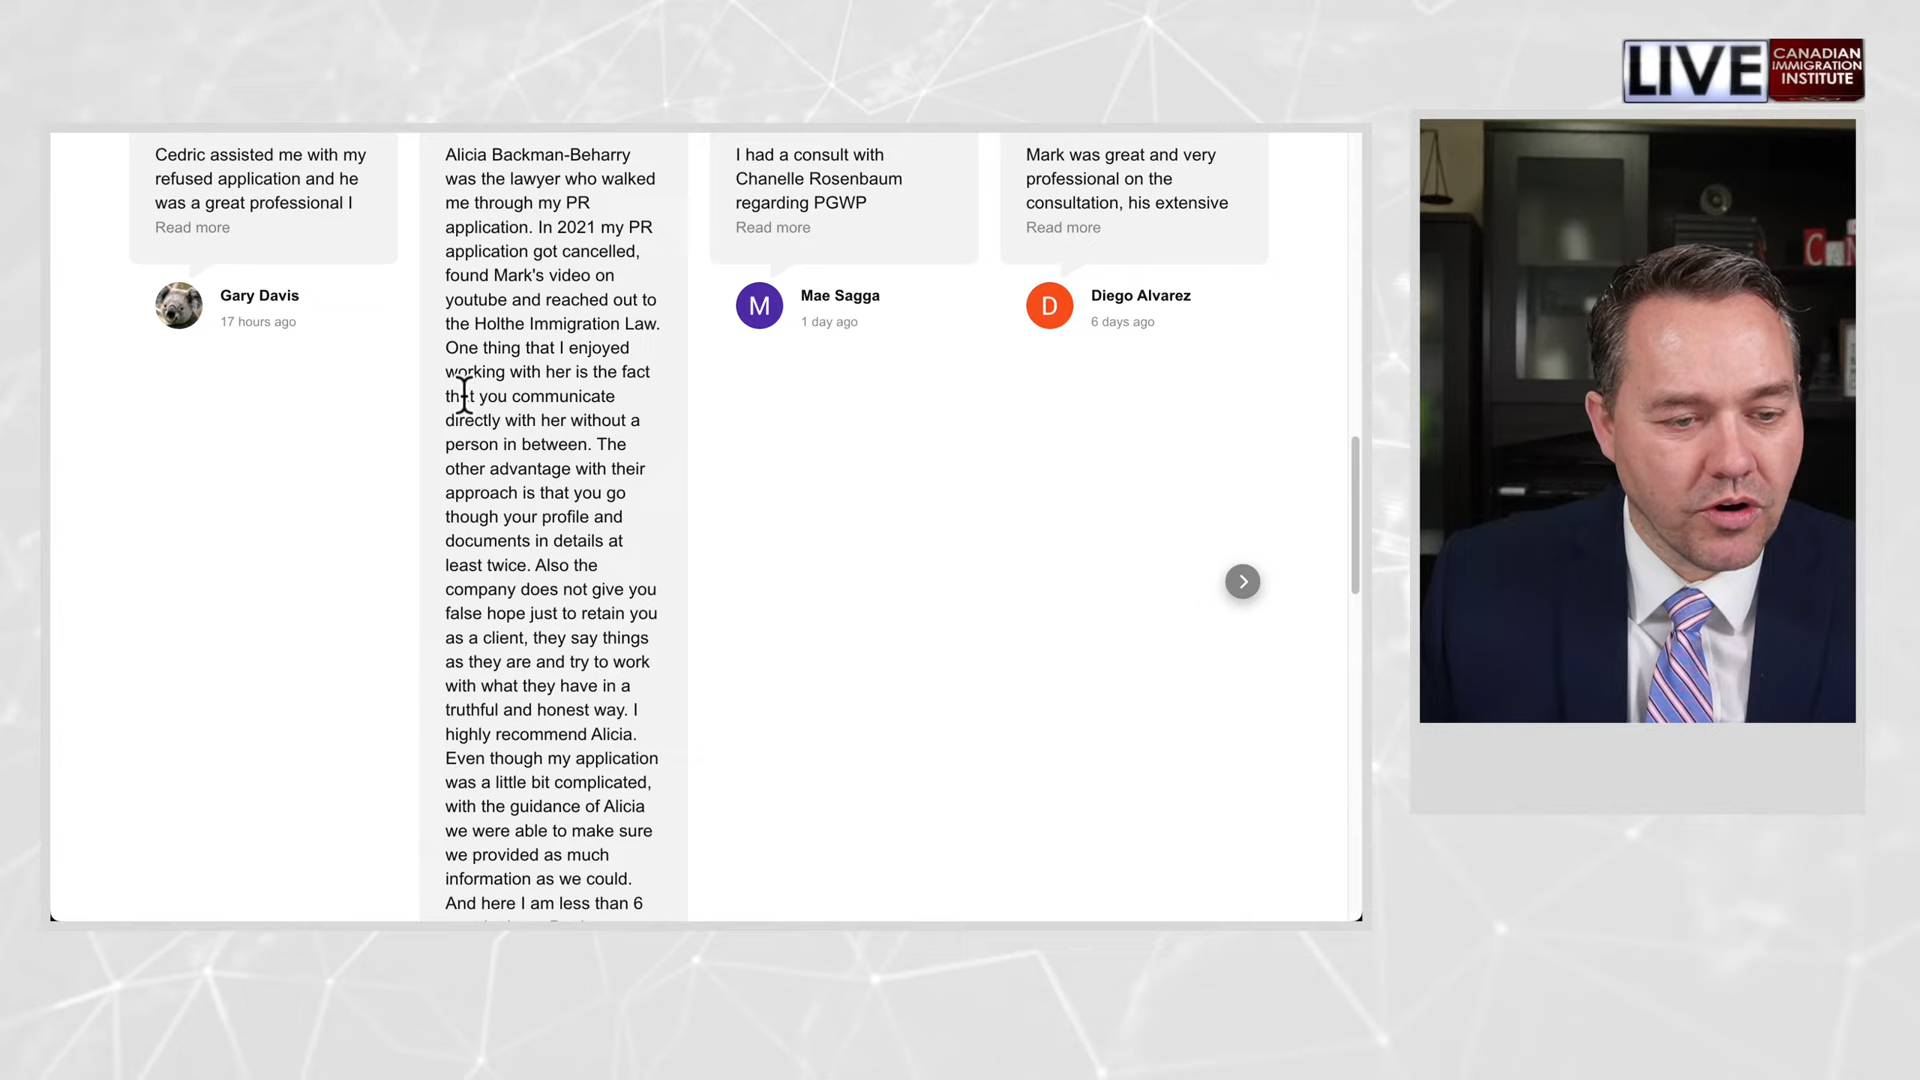 LIVE
CANADIAN
IMMIGRATION
INSTITUTE
Cedric assisted me with my
refused application and he
was a great professional I
Read more
Gary Davis
17 hours ago
Alicia Backman-Beharry
was the lawyer who walked
me through my PR
application. In 2021 my PR
application got cancelled,
found Mark's video on
youtube and reached out to
the Holthe Immigration Law.
One thing that I enjoyed
working with her is the fact
that you communicate
directly with her without a
person in between. The
other advantage with their
approach is that you go
though your profile and
documents in details at
least twice. Also the
company does not give you
false hope just to retain you
as a client, they say things
as they are and try to work
with what they have in a
truthful and honest way. I
highly recommend Alicia.
Even though my application
was a little bit complicated,
with the guidance of Alicia
we were able to make sure
we provided as much
information as we could.
And here I am less than 6
I had a consult with
Chanelle Rosenbaum
regarding PGWP
Read more
M
Mae Sagga
1 day ago
Mark was great and very
professional on the
consultation, his extensive
Read more
D
Diego Alvarez
6 days ago